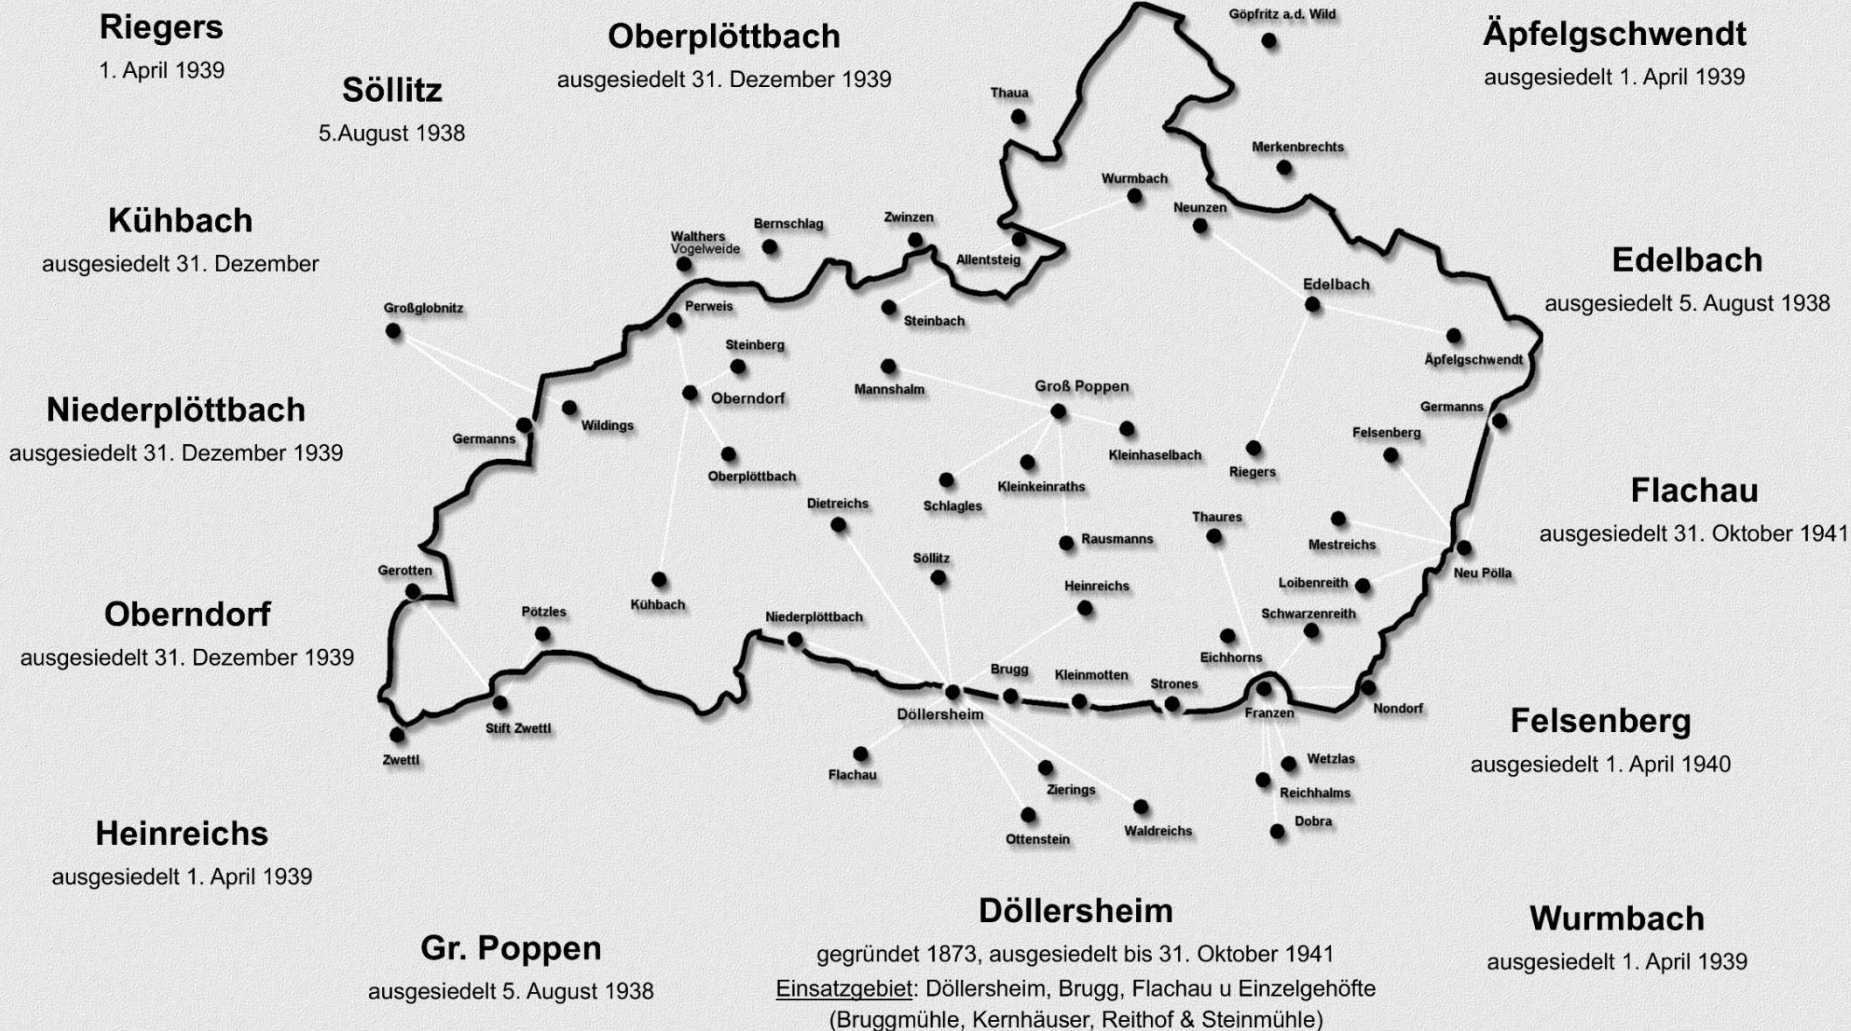 Riegers
1. April 1939
Söllitz
5.August 1938
Oberplöttbach
ausgesiedelt 31. Dezember 1939
Göpfritz a.d. Wild
Äpfelgschwendt
ausgesiedelt 1. April 1939
Thaua
Merkenbrechts
Kühbach
ausgesiedelt 31. Dezember
Wurmbach
Neunzen
Zwinzen
Bernschlag
Walthers
Vogelweide
Allentsteig
Edelbach
Edelbach
ausgesiedelt 5. August 1938
Großglobnitz
Perweis
Steinbach
Steinberg
Äpfelgschwendt
Mannshalm
Groß Poppen
Oberndorf
Niederplöttbach
ausgesiedelt 31. Dezember 1939
Germanns
Wildings
Germanns
Felsenberg
Kleinhaselbach
Riegers
Oberplöttbach
Kleinkeinraths
Schlagles
Dietreichs
Flachau
ausgesiedelt 31. Oktober 1941
Thaures
Rausmanns
Mestreichs
Söllitz
Gerotten
Neu Pölla
Loibenreith
Heinreichs
Oberndorf
ausgesiedelt 31. Dezember 1939
Kühbach
Pötzles
Niederplöttbach
Schwarzenreith
Eichhorns
Brugg
Kleinmotten
Strones
Döllersheim
Franzen
Nondorf
Stift Zwettl
Zwettl
Felsenberg
ausgesiedelt 1. April 1940
Flachau
Zierings
Wetzlas
Reichhalms
Dobra
Waldreichs
Ottenstein
Heinreichs
ausgesiedelt 1. April 1939
Gr. Poppen
ausgesiedelt 5. August 1938
Döllersheim
gegründet 1873, ausgesiedelt bis 31. Oktober 1941
Einsatzgebiet: Döllersheim, Brugg, Flachau u Einzelgehöfte
(Bruggmühle, Kernhäuser, Reithof & Steinmühle)
Wurmbach
ausgesiedelt 1. April 1939